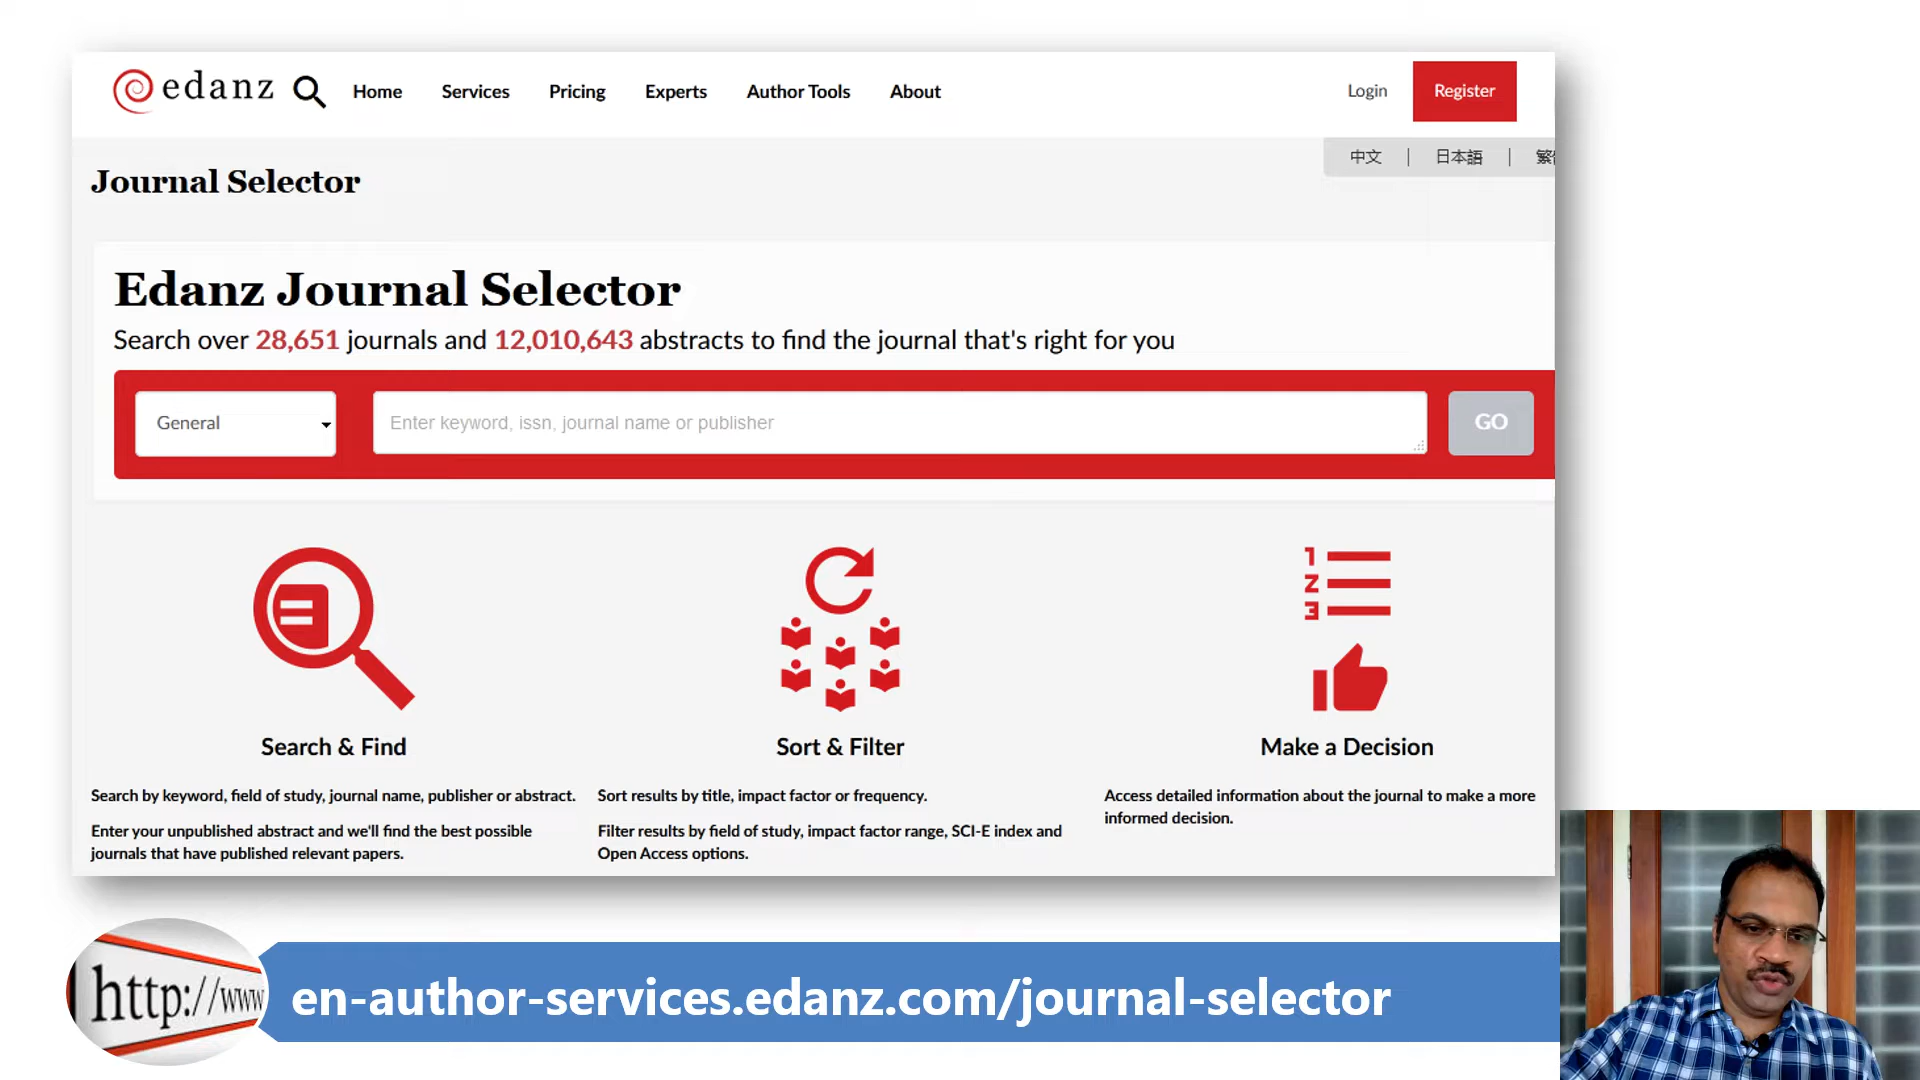 edanz
Home
Services
Pricing
Experts
Author Tools
About
Login
Register
中文
日本語
Journal Selector
Edanz Journal Selector
Search over 28,651 journals and 12,010,643 abstracts to find the journal that's right for you
General
Enter keyword, issn, journal name or publisher
GO
1
2
3
Search & Find
Sort & Filter
Make a Decision
Search by keyword, field of study, journal name, publisher or abstract.
Enter your unpublished abstract and we'll find the best possible
journals that have published relevant papers.
Sort results by title, impact factor or frequency.
Filter results by field of study, impact factor range, SCI-E index and
Open Access options.
Access detailed information about the journal to make a more
informed decision.
http://www
en-author-services.edanz.com/journal-selector